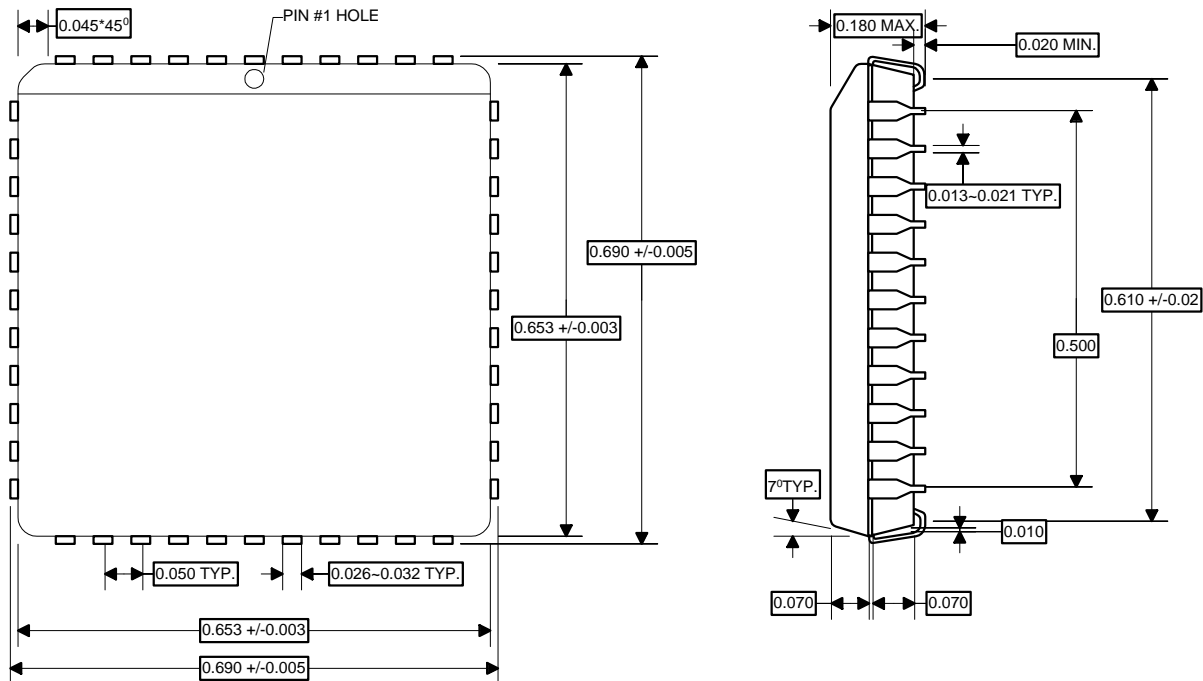 0.045*45⁰
PIN #1 HOLE
0.180 MAX.
0.020 MIN.
0.013~0.021 TYP.
0.690 +/-0.005
0.610 +/-0.02
0.653 +/-0.003
0.500
7⁰TYP.
0.010
0.050 TYP.
0.026~0.032 TYP.
0.070
0.070
0.653 +/-0.003
0.690 +/-0.005